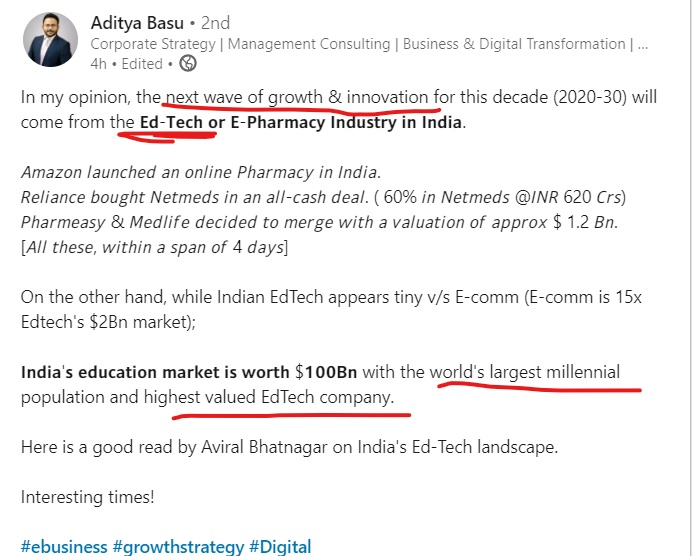 Aditya Basu • 2nd
Corporate Strategy | Management Consulting | Business & Digital Transformation | ...
4h • Edited •
In my opinion, the next wave of growth & innovation for this decade (2020-30) will
come from the Ed-Tech or E-Pharmacy Industry in India.
Amazon launched an online Pharmacy in India.
Reliance bought Netmeds in an all-cash deal. ( 60% in Netmeds @INR 620 Crs)
Pharmeasy & Medlife decided to merge with a valuation of approx $ 1.2 Bn.
[All these, within a span of 4 days]
On the other hand, while Indian EdTech appears tiny v/s E-comm (E-comm is 15x
Edtech's $2Bn market);
India's education market is worth $100Bn with the world's largest millennial
population and highest valued EdTech company.
Here is a good read by Aviral Bhatnagar on India's Ed-Tech landscape.
Interesting times!
#ebusiness #growthstrategy #Digital